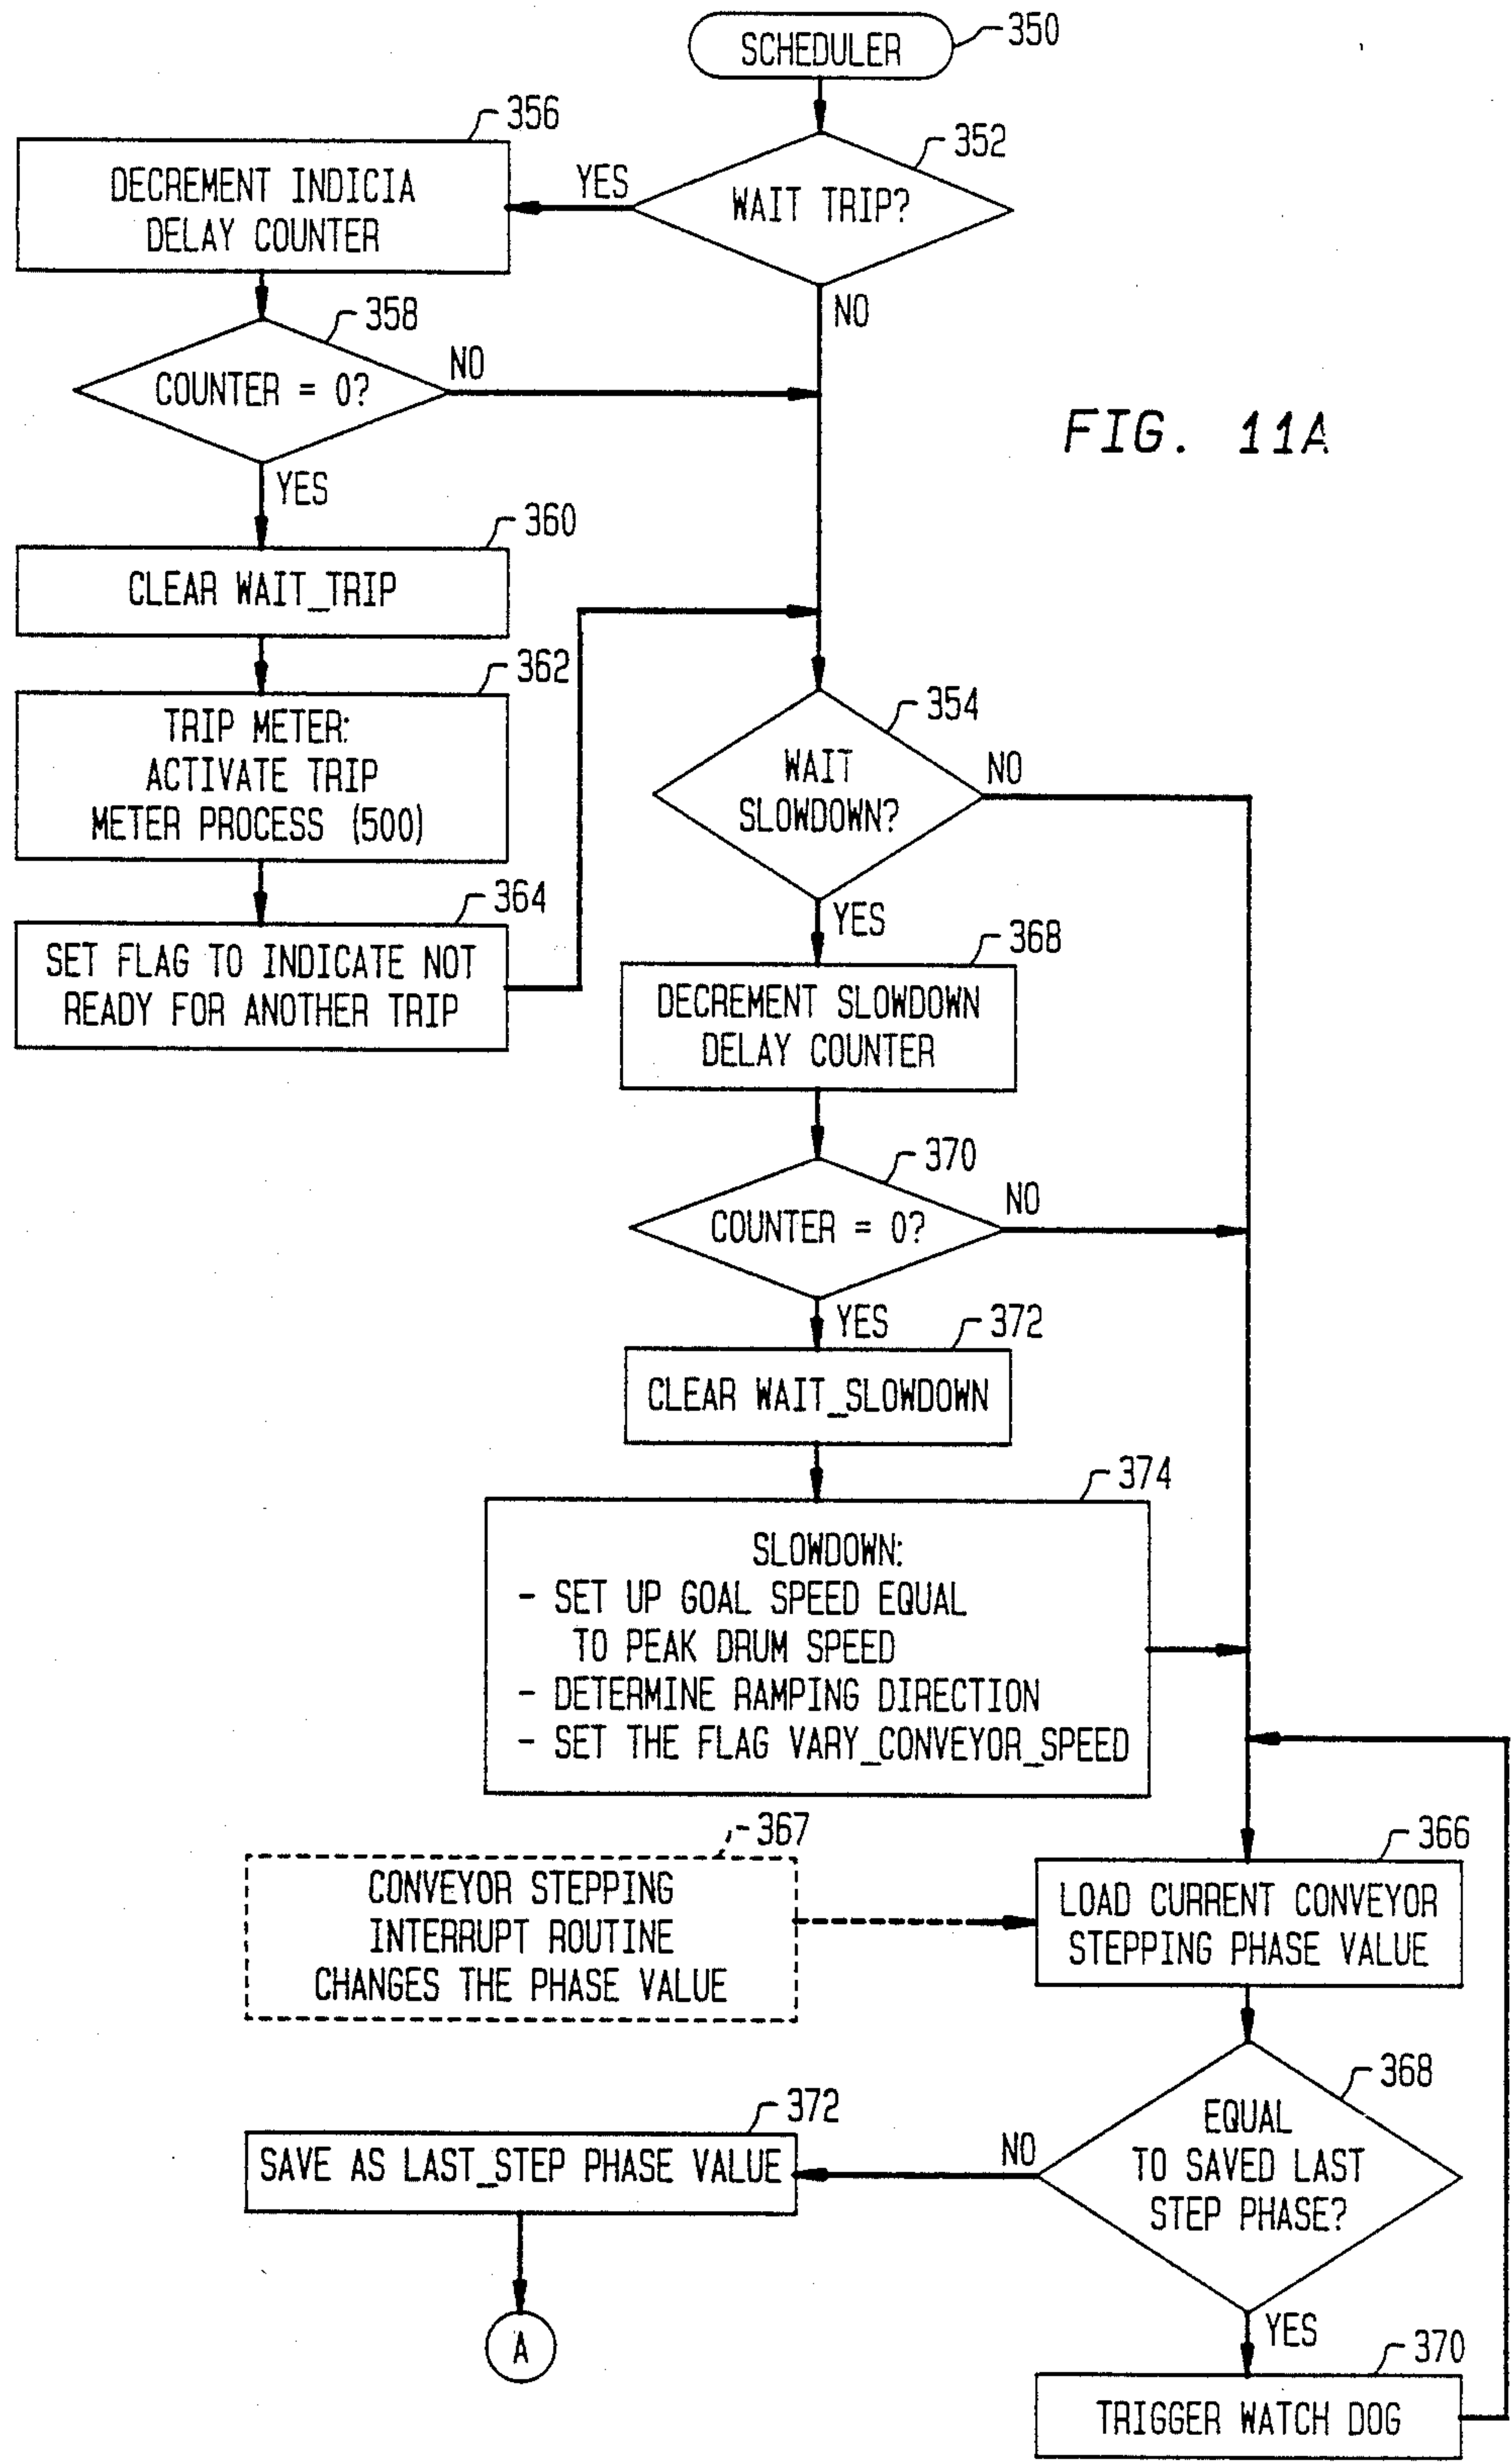 SCHEDULER
350
356
352
DECREMENT INDICIA
DELAY COUNTER
YES
WAIT TRIP?
NO
358
COUNTER = 0?
NO
FIG. 11A
YES
360
CLEAR WAIT_TRIP
362
TRIP METER:
ACTIVATE TRIP
METER PROCESS (500)
364
SET FLAG TO INDICATE NOT
READY FOR ANOTHER TRIP
354
WAIT
SLOWDOWN?
NO
YES
368
DECREMENT SLOWDOWN
DELAY COUNTER
370
COUNTER = 0?
NO
YES
372
CLEAR WAIT_SLOWDOWN
374
SLOWDOWN:
- SET UP GOAL SPEED EQUAL
TO PEAK DRUM SPEED
- DETERMINE RAMPING DIRECTION
- SET THE FLAG VARY_CONVEYOR_SPEED
367
CONVEYOR STEPPING
INTERRUPT ROUTINE
CHANGES THE PHASE VALUE
366
LOAD CURRENT CONVEYOR
STEPPING PHASE VALUE
368
EQUAL
TO SAVED LAST
STEP PHASE?
NO
372
SAVE AS LAST_STEP PHASE VALUE
A
YES
370
TRIGGER WATCH DOG